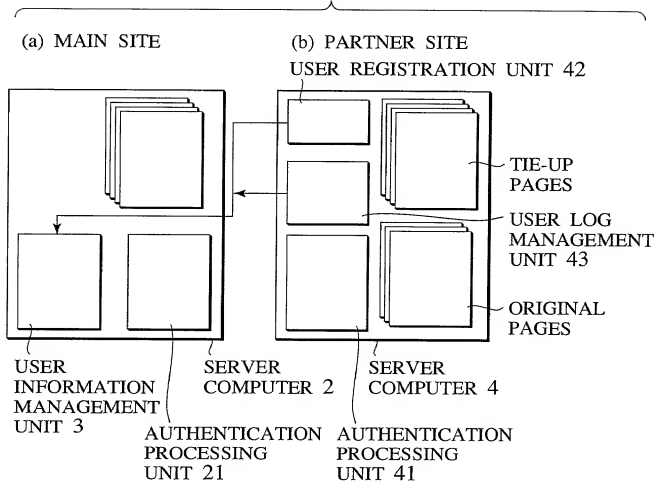 (a) MAIN SITE
(b) PARTNER SITE
USER REGISTRATION UNIT 42
TIE-UP
PAGES
USER LOG
MANAGEMENT
UNIT 43
ORIGINAL
PAGES
USER
INFORMATION
MANAGEMENT
UNIT 3
SERVER
COMPUTER 2
SERVER
COMPUTER 4
AUTHENTICATION
PROCESSING
UNIT 21
AUTHENTICATION
PROCESSING
UNIT 41